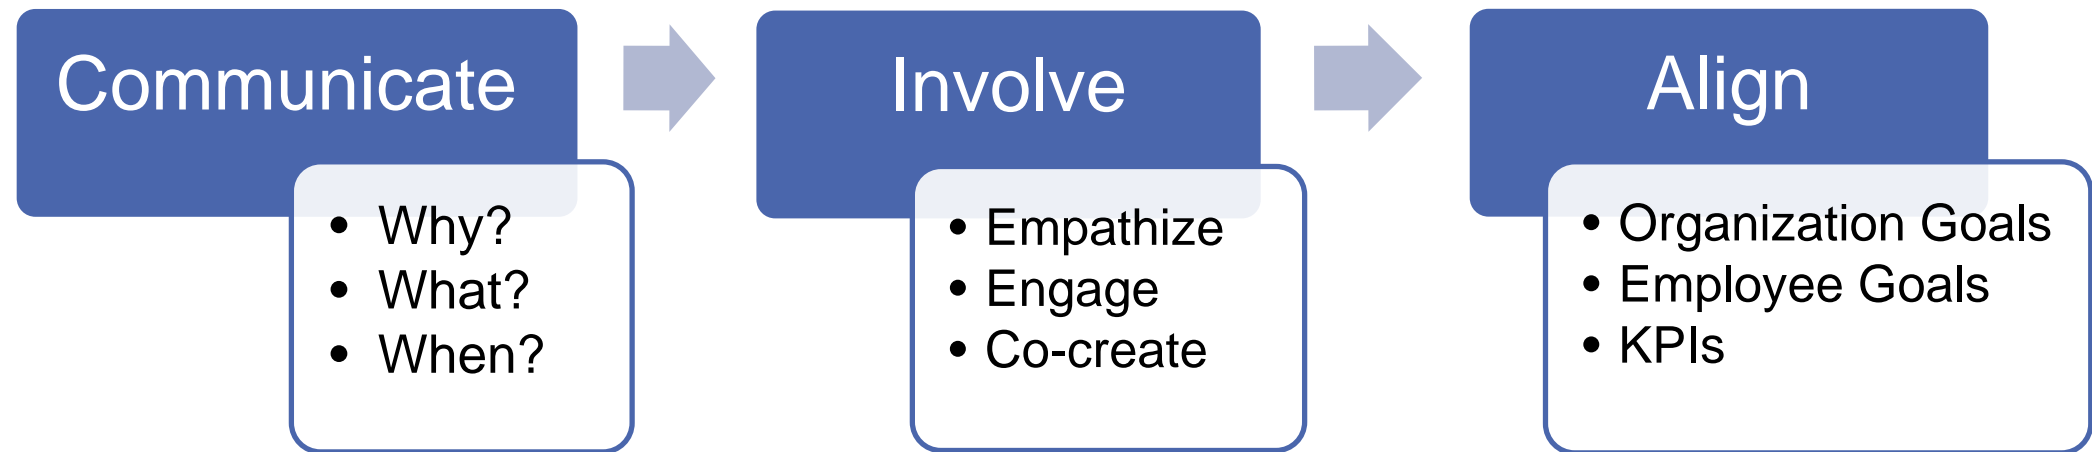 Communicate
• Why?
• What?
• When?
Involve
• Empathize
• Engage
• Co-create
Align
• Organization Goals
• Employee Goals
• KPIs